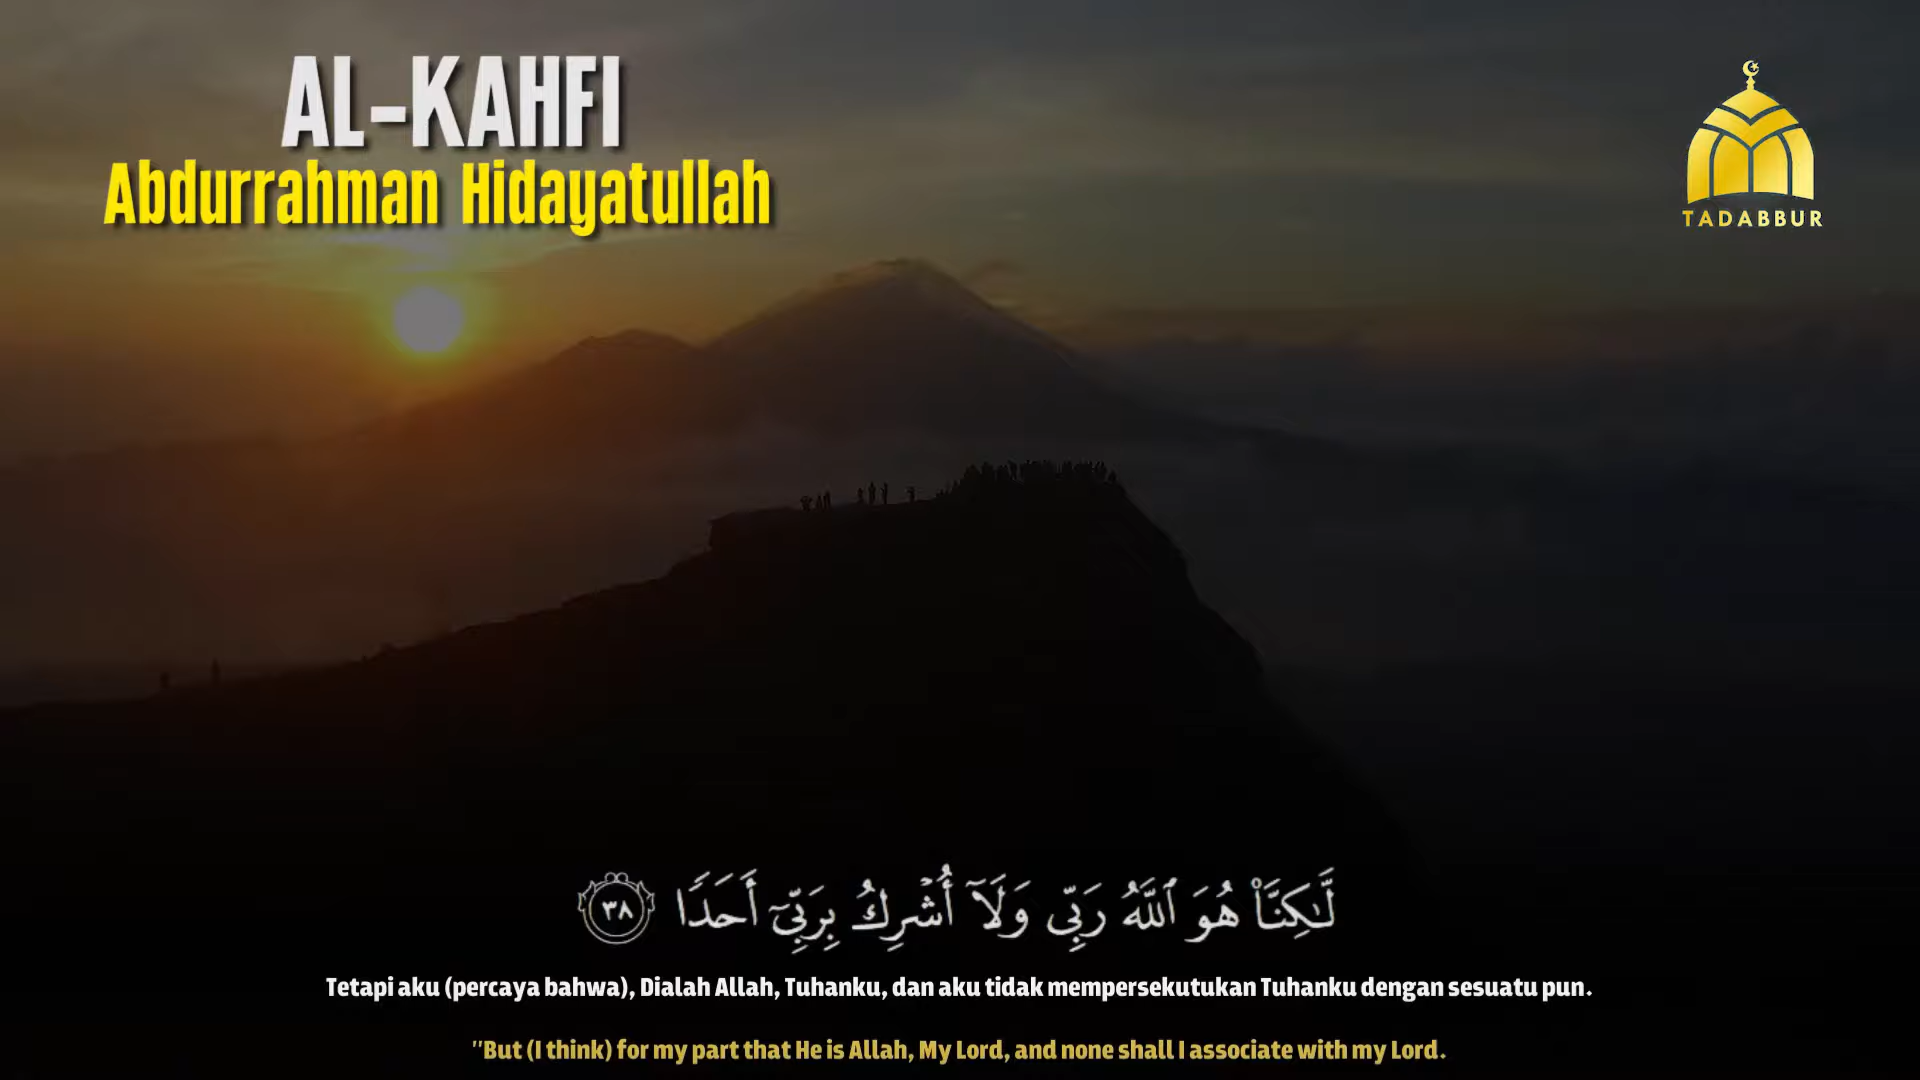 AL-KAHFI
Abdurrahman Hidayatullah
TADABBUR
لَّٰكِنَّا۠ هُوَ ٱللَّهُ رَبِّى وَلَآ أُشْرِكُ بِرَبِّىٓ أَحَدًا ٣٨
Tetapi aku (percaya bahwa), Dialah Allah, Tuhanku, dan aku tidak mempersekutukan Tuhanku dengan sesuatu pun.
"But (I think) for my part that He is Allah, My Lord, and none shall I associate with my Lord.